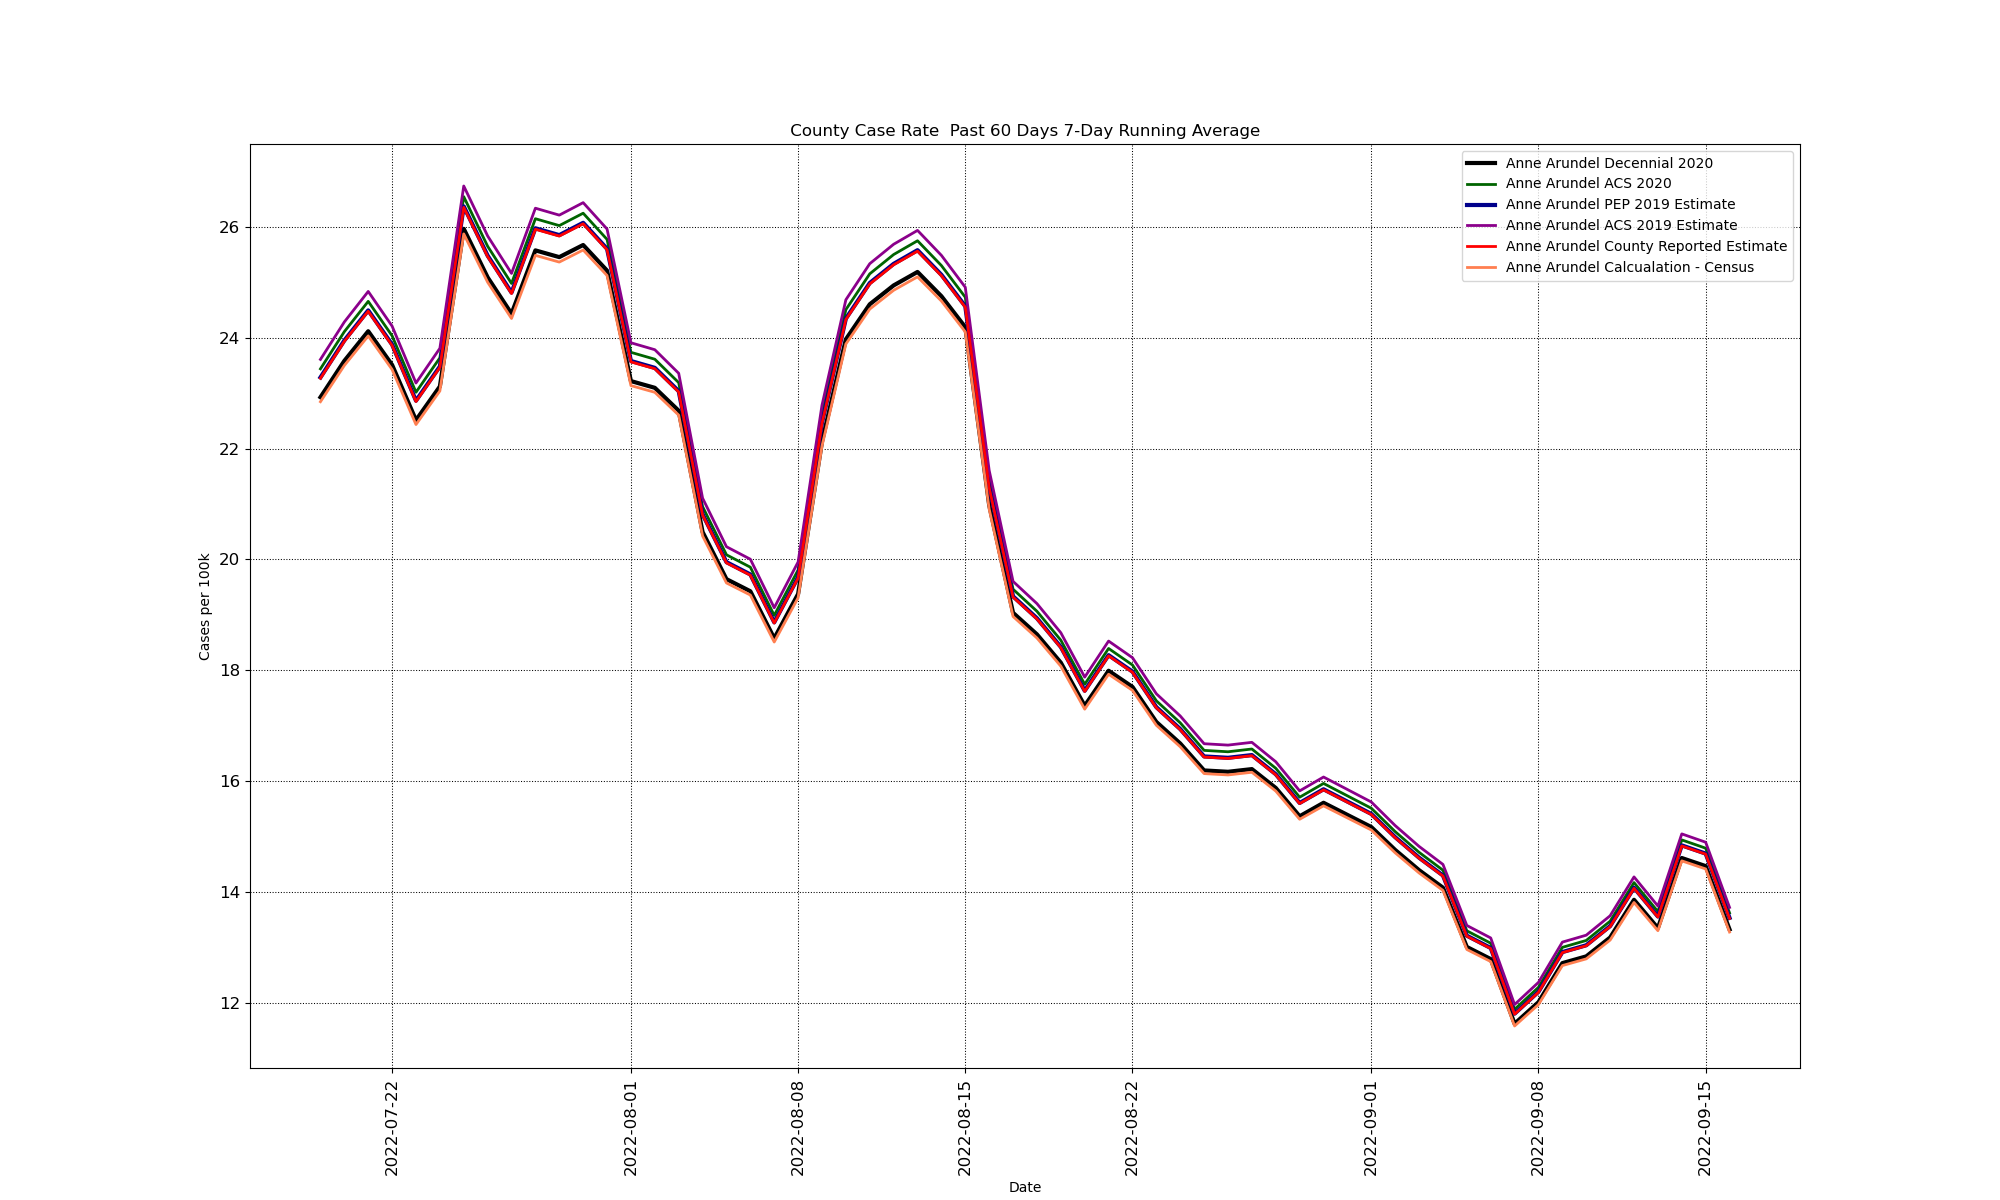 County Case Rate  Past 60 Days 7-Day Running Average
Anne Arundel Decennial 2020
Anne Arundel ACS 2020
Anne Arundel PEP 2019 Estimate
Anne Arundel ACS 2019 Estimate
Anne Arundel County Reported Estimate
Anne Arundel Calcualation - Census
26
24
22
20
18
16
14
12
Cases per 100k
2022-07-22
2022-08-01
2022-08-08
2022-08-15
2022-08-22
2022-09-01
2022-09-08
2022-09-15
Date